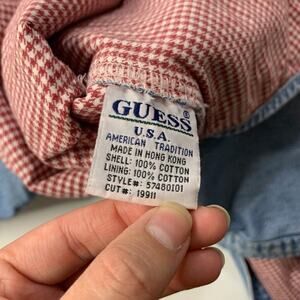 GUESS®
U.S.A.
AMERICAN TRADITION
MADE IN HONG KONG
SHELL: 100% COTTON
LINING: 100% COTTON
STYLE#: 57480101
CUT#: 19911